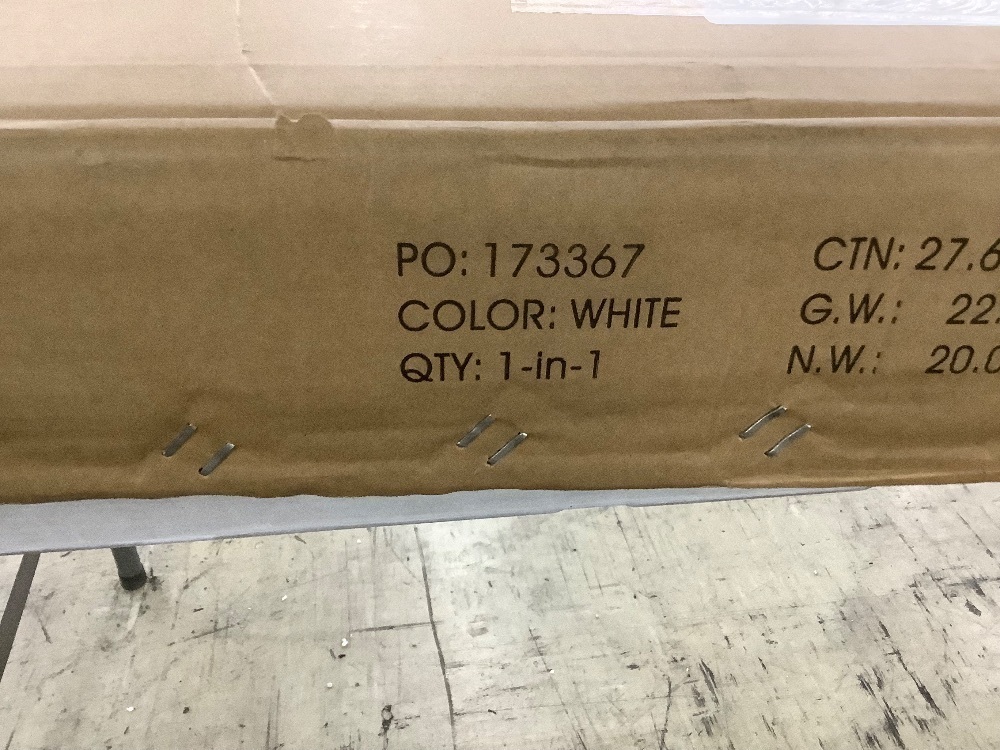 PO: 173367
COLOR: WHITE
QTY: 1-in-1
CTN: 27.6
G.W.: 22.
N.W.: 20.0